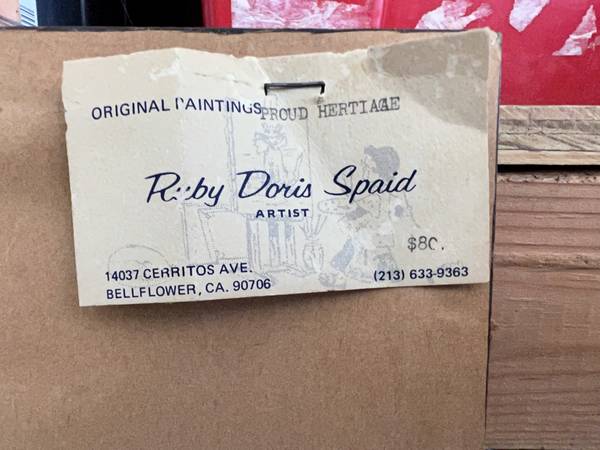 ORIGINAL PAINTINGS PROUD HERTIAGE
Ruby Doris Spaid
ARTIST
$80.
14037 CERRITOS AVE.
BELLFLOWER, CA. 90706
(213) 633-9363